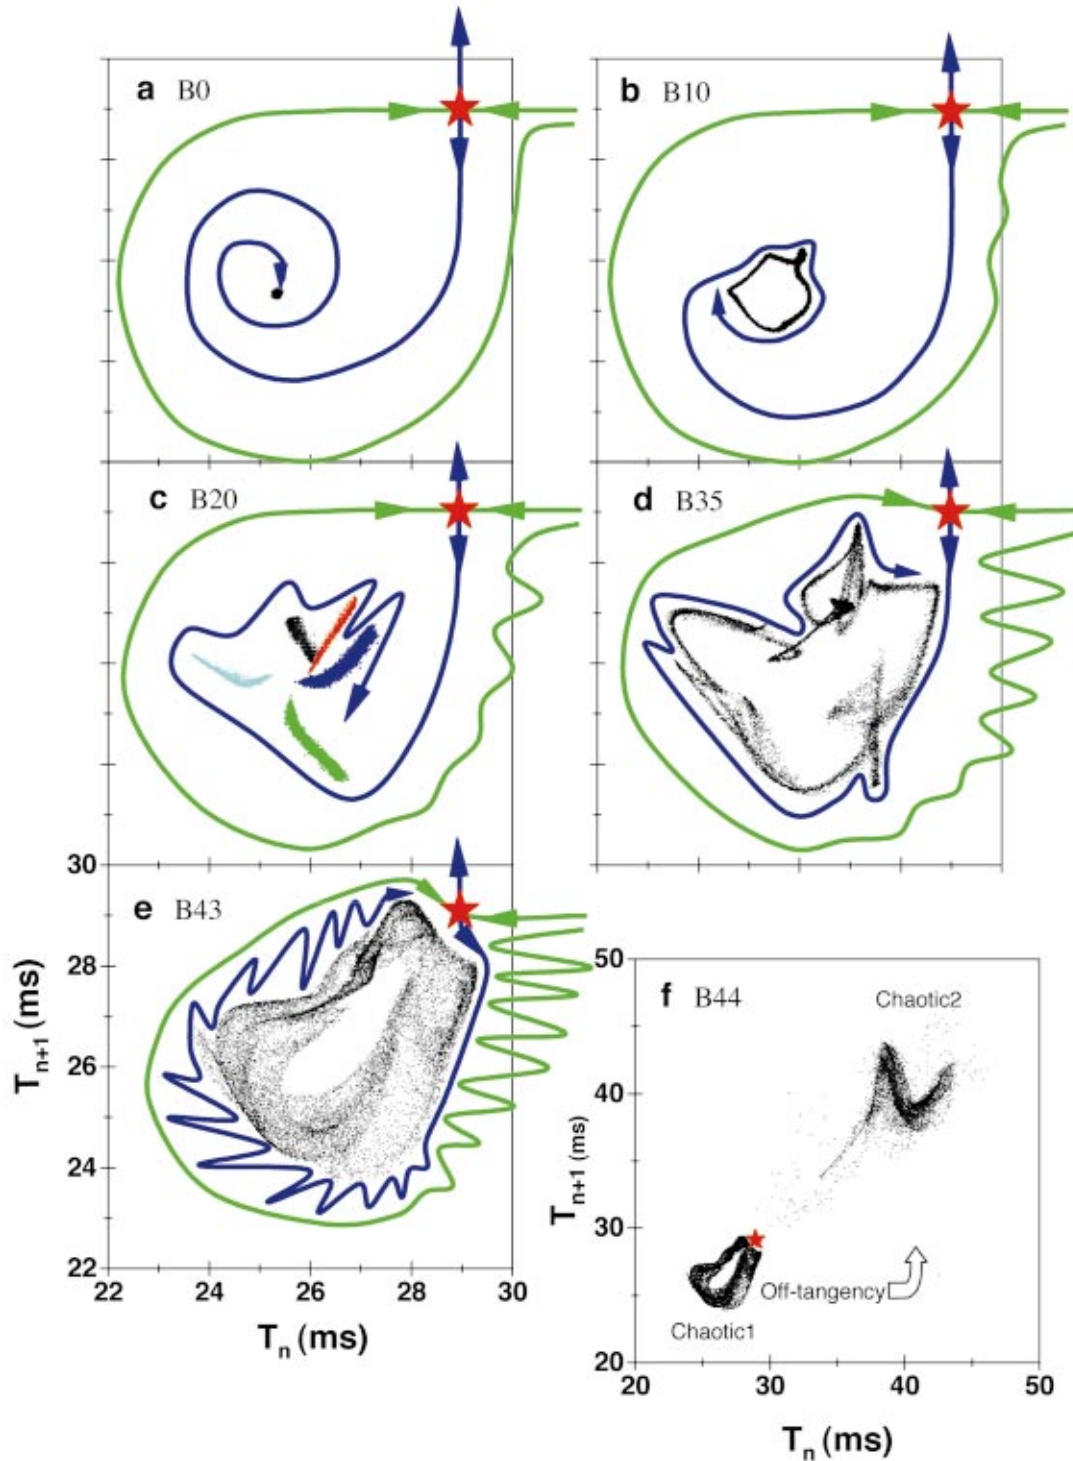 a B0
b B10
c B20
d B35
30
e B43
28
26
24
22
T_{n+1} (ms)
22 24 26 28 30
T_n (ms)
f B44
50
40
30
20
T_{n+1} (ms)
Chaotic2
Off-tangency
Chaotic1
20 30 40 50
T_n (ms)